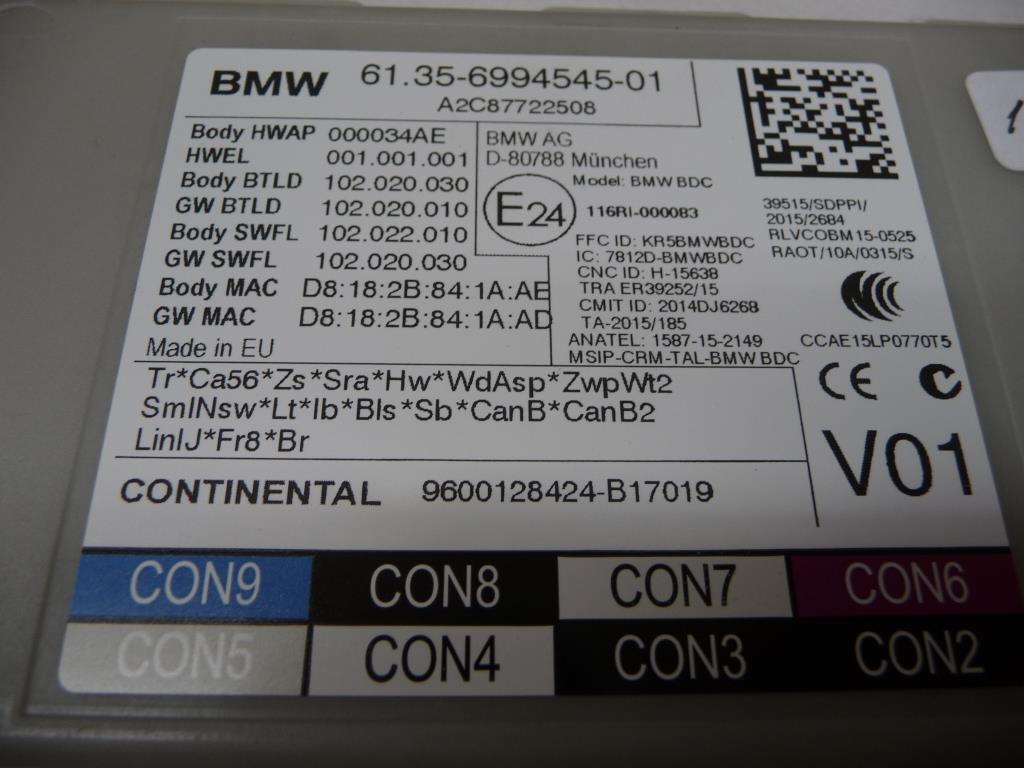 BMW 61.35-6994545-01
A2C87722508
Body HWAP 000034AE
HWEL 001.001.001
Body BTLD 102.020.030
GW BTLD 102.020.010
Body SWFL 102.022.010
GW SWFL 102.020.030
Body MAC D8:18:2B:84:1A:AE
GW MAC D8:18:2B:84:1A:AD
Made in EU
BMW AG
D-80788 München
Model: BMW BDC
E24
116RI-000083
FFC ID: KR5BMWBDC
IC: 7812D-BMWBDC
CNC ID: H-15638
TRA ER39252/15
CMIT ID: 2014DJ6268
TA-2015/185
ANATEL: 1587-15-2149
MSIP-CRM-TAL-BMW BDC
39515/SDPPI/
2015/2684
RLVCOBM15-0525
RAOT/10A/0315/S
CCAE15LP0770T5
CE
Tr*Ca56*Zs*Sra*Hw*WdAsp*ZwpWt2
SmlNsw*Lt*Ib*Bls*Sb*CanB*CanB2
LinIJ*Fr8*Br
V01
CONTINENTAL 9600128424-B17019
CON9 CON8 CON7 CON6
CON5 CON4 CON3 CON2